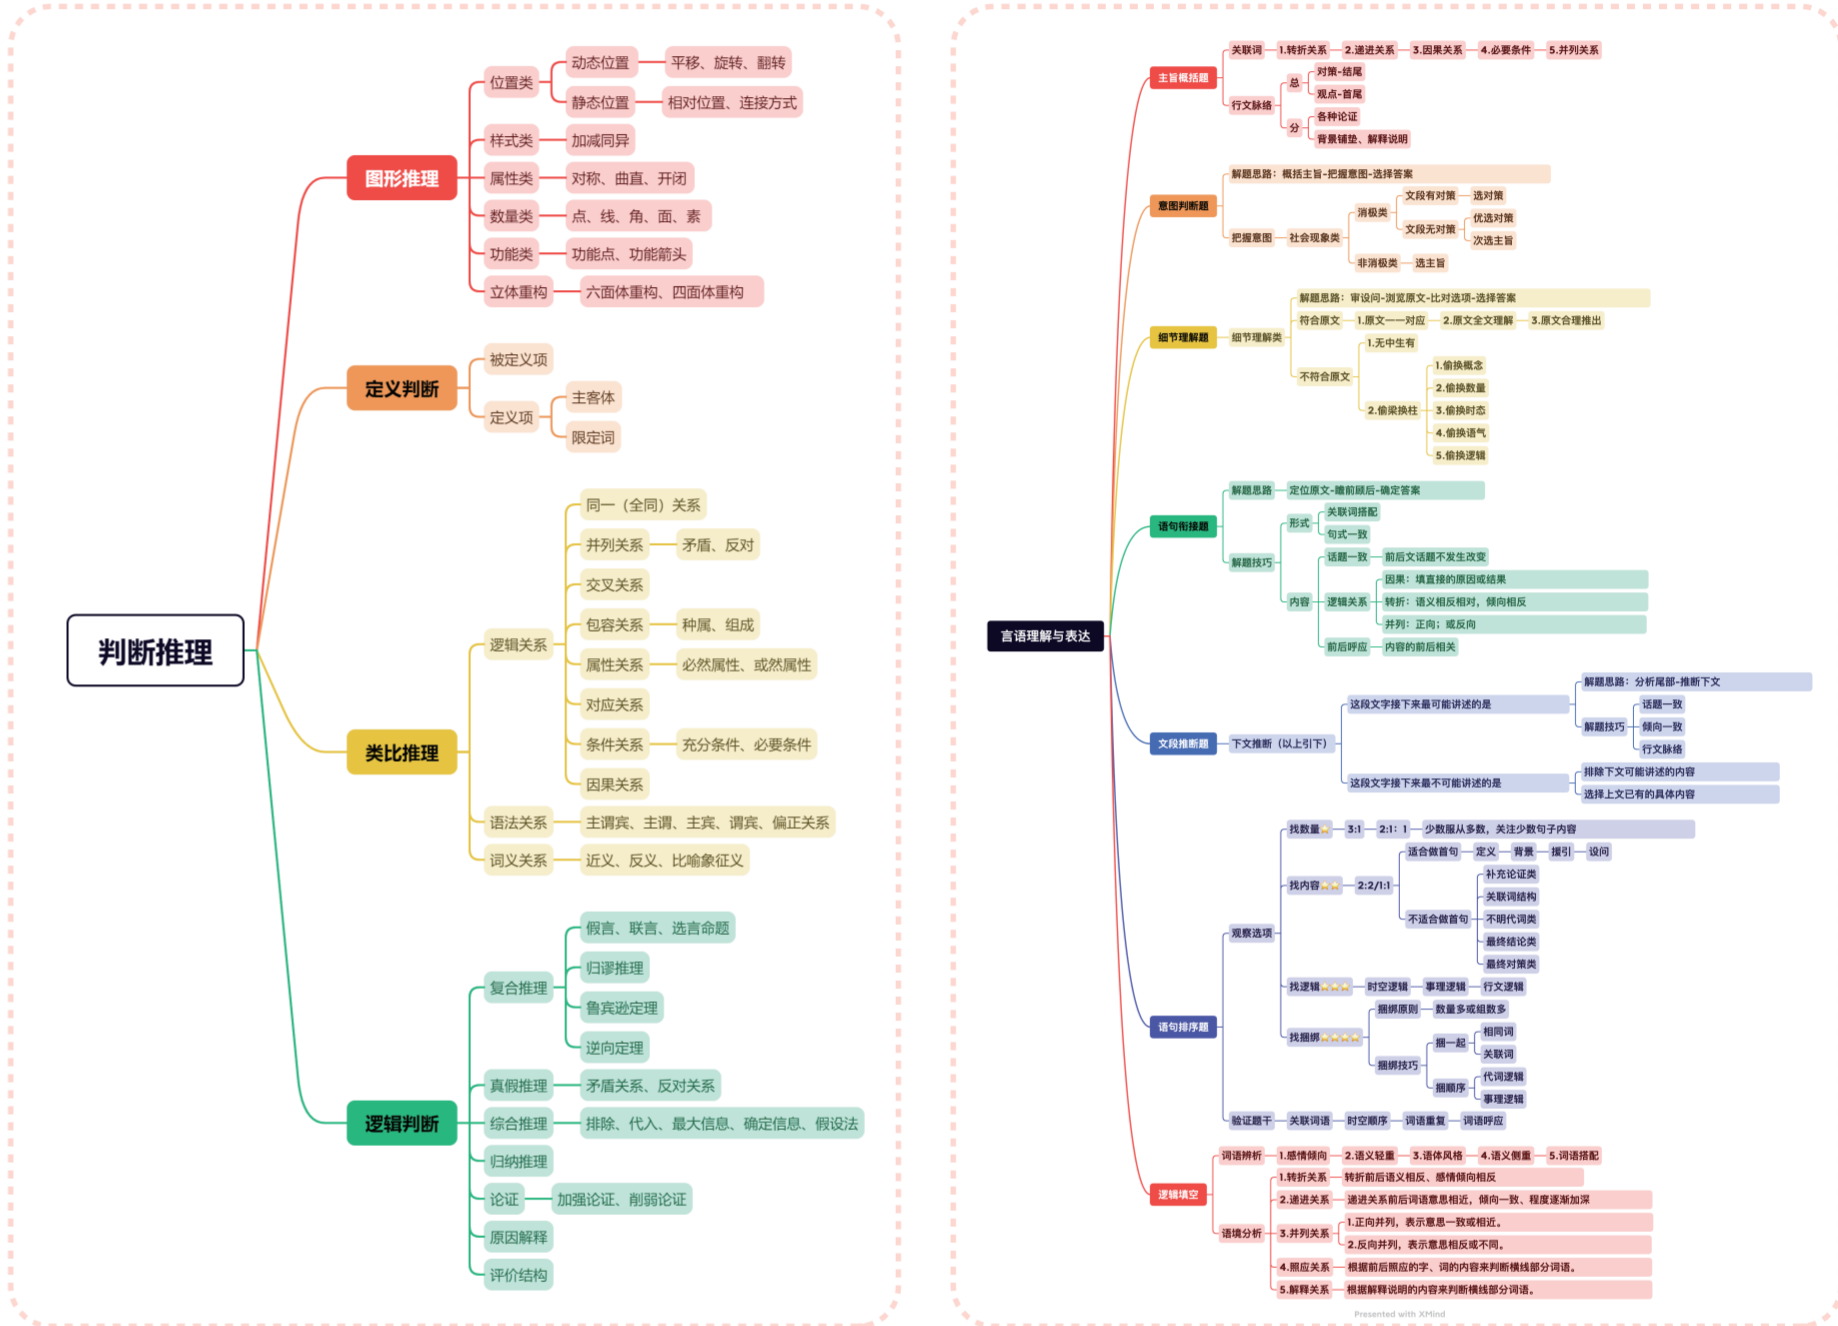 判断推理
图形推理
位置类
动态位置
平移、旋转、翻转
静态位置
相对位置、连接方式
样式类
加减同异
属性类
对称、曲直、开闭
数量类
点、线、角、面、素
功能类
功能点、功能箭头
立体重构
六面体重构、四面体重构
定义判断
被定义项
定义项
主客体
限定词
类比推理
逻辑关系
同一（全同）关系
并列关系
矛盾、反对
交叉关系
包容关系
种属、组成
属性关系
必然属性、或然属性
对应关系
条件关系
充分条件、必要条件
因果关系
语法关系
主谓宾、主谓、主宾、谓宾、偏正关系
词义关系
近义、反义、比喻象征义
逻辑判断
复合推理
假言、联言、选言命题
归谬推理
鲁宾逊定理
逆向定理
真假推理
矛盾关系、反对关系
综合推理
排除、代入、最大信息、确定信息、假设法
归纳推理
论证
加强论证、削弱论证
原因解释
评价结构
言语理解与表达
主旨概括题
关联词
1.转折关系
2.递进关系
3.因果关系
4.必要条件
5.并列关系
行文脉络
总
对策-结尾
观点-首尾
分
各种论证
背景铺垫、解释说明
意图判断题
解题思路：概括主旨-把握意图-选择答案
把握意图
社会现象类
消极类
文段有对策
选对策
文段无对策
优选对策
次选主旨
非消极类
选主旨
细节理解题
细节理解类
解题思路：审设问-浏览原文-比对选项-选择答案
符合原文
1.原文一一对应
2.原文全文理解
3.原文合理推出
不符合原文
1.无中生有
2.偷梁换柱
1.偷换概念
2.偷换数量
3.偷换时态
4.偷换语气
5.偷换逻辑
语句衔接题
解题思路
定位原文-瞻前顾后-确定答案
解题技巧
形式
关联词搭配
句式一致
内容
话题一致
前后文话题不发生改变
逻辑关系
因果：填直接的原因或结果
转折：语义相反相对，倾向相反
并列：正向；或反向
前后呼应
内容的前后相关
文段推断题
下文推断（以上引下）
这段文字接下来最可能讲述的是
解题思路：分析尾部-推断下文
解题技巧
话题一致
倾向一致
行文脉络
这段文字接下来最不可能讲述的是
排除下文可能讲述的内容
选择上文已有的具体内容
语句排序题
观察选项
找数量⭐
3:1
2:1：1
少数服从多数，关注少数句子内容
找内容⭐⭐
2:2/1:1
适合做首句
定义
背景
援引
设问
不适合做首句
补充论证类
关联词结构
不明代词类
最终结论类
最终对策类
找逻辑⭐⭐⭐
时空逻辑
事理逻辑
行文逻辑
找捆绑⭐⭐⭐⭐
捆绑原则
数量多或组数多
捆绑技巧
捆一起
相同词
关联词
捆顺序
代词逻辑
事理逻辑
验证题干
关联词语
时空顺序
词语重复
词语呼应
逻辑填空
词语辨析
1.感情倾向
2.语义轻重
3.语体风格
4.语义侧重
5.词语搭配
语境分析
1.转折关系
转折前后语义相反、感情倾向相反
2.递进关系
递进关系前后词语意思相近，倾向一致、程度逐渐加深
3.并列关系
1.正向并列，表示意思一致或相近。
2.反向并列，表示意思相反或不同。
4.照应关系
根据前后照应的字、词的内容来判断横线部分词语。
5.解释关系
根据解释说明的内容来判断横线部分词语。
Presented with XMind